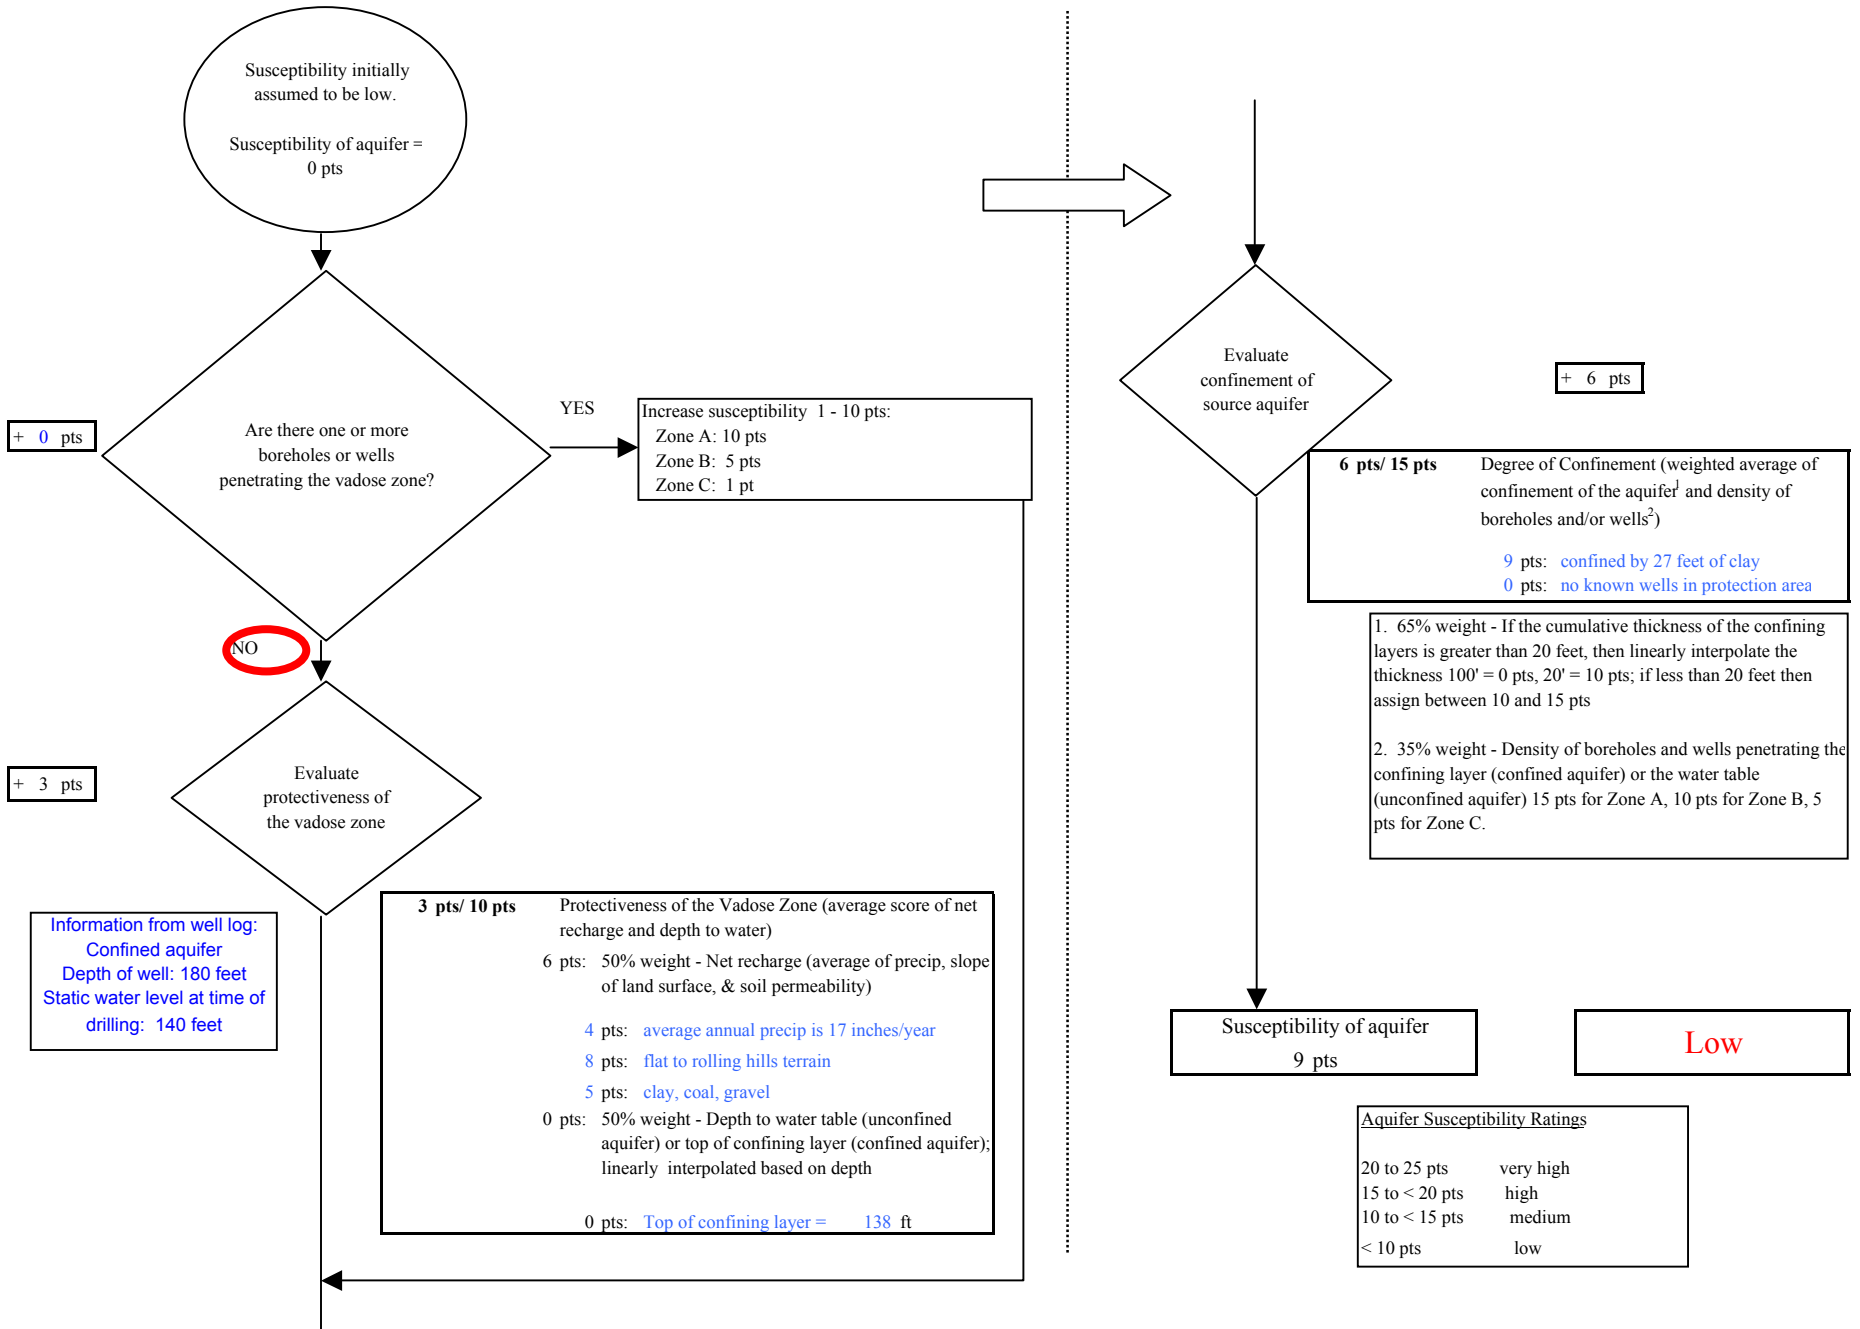 Susceptibility initially
assumed to be low.
Susceptibility of aquifer =
0 pts
+ 0 pts
Are there one or more
boreholes or wells
penetrating the vadose zone?
YES
Increase susceptibility 1 - 10 pts:
Zone A: 10 pts
Zone B: 5 pts
Zone C: 1 pt
NO
+ 3 pts
Evaluate
protectiveness of
the vadose zone
Information from well log:
Confined aquifer
Depth of well: 180 feet
Static water level at time of
drilling: 140 feet
3 pts/ 10 pts Protectiveness of the Vadose Zone (average score of net
recharge and depth to water)
6 pts: 50% weight - Net recharge (average of precip, slope
of land surface, & soil permeability)
4 pts: average annual precip is 17 inches/year
8 pts: flat to rolling hills terrain
5 pts: clay, coal, gravel
0 pts: 50% weight - Depth to water table (unconfined
aquifer) or top of confining layer (confined aquifer);
linearly interpolated based on depth
0 pts: Top of confining layer = 138 ft
Evaluate
confinement of
source aquifer
+ 6 pts
6 pts/ 15 pts Degree of Confinement (weighted average of
confinement of the aquifer1 and density of
boreholes and/or wells2)
9 pts: confined by 27 feet of clay
0 pts: no known wells in protection area
1. 65% weight - If the cumulative thickness of the confining
layers is greater than 20 feet, then linearly interpolate the
thickness 100' = 0 pts, 20' = 10 pts; if less than 20 feet then
assign between 10 and 15 pts
2. 35% weight - Density of boreholes and wells penetrating the
confining layer (confined aquifer) or the water table
(unconfined aquifer) 15 pts for Zone A, 10 pts for Zone B, 5
pts for Zone C.
Susceptibility of aquifer
9 pts
Low
Aquifer Susceptibility Ratings
20 to 25 pts very high
15 to < 20 pts high
10 to < 15 pts medium
< 10 pts low